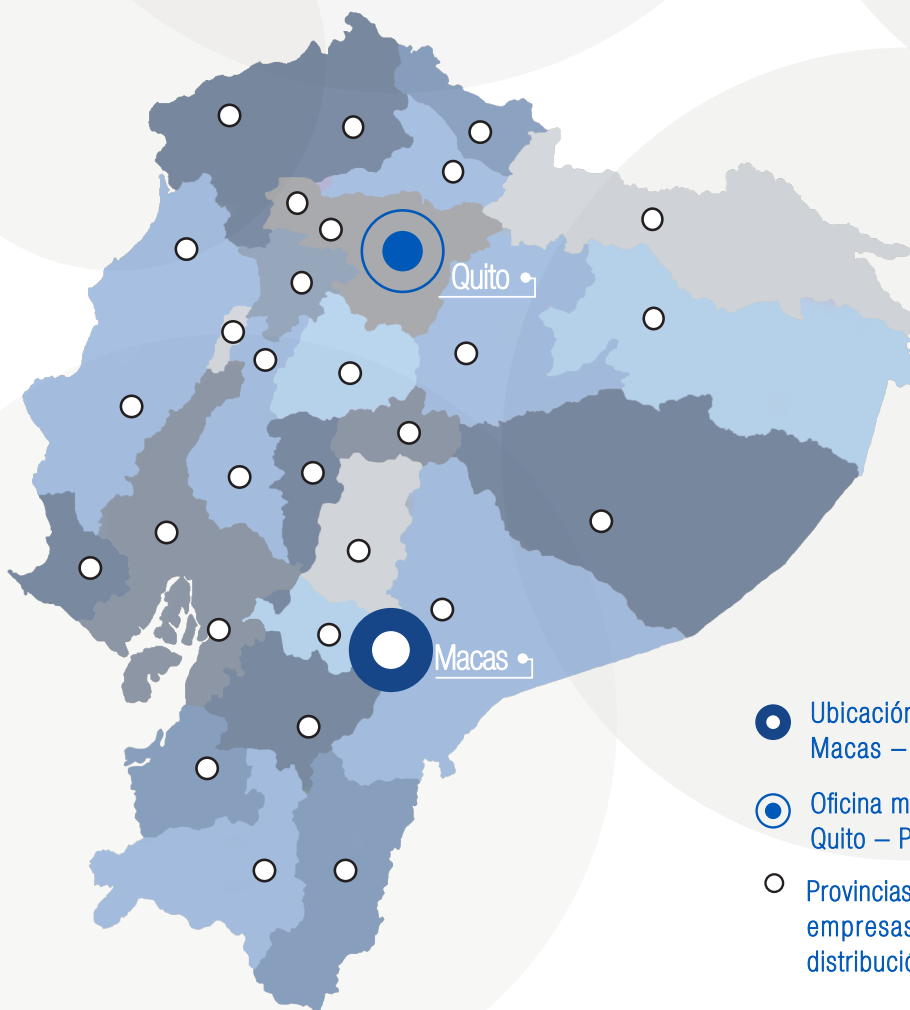 Quito
Macas
Ubicación
Macas –
Oficina m
Quito – P
Provincias
empresas
distribució